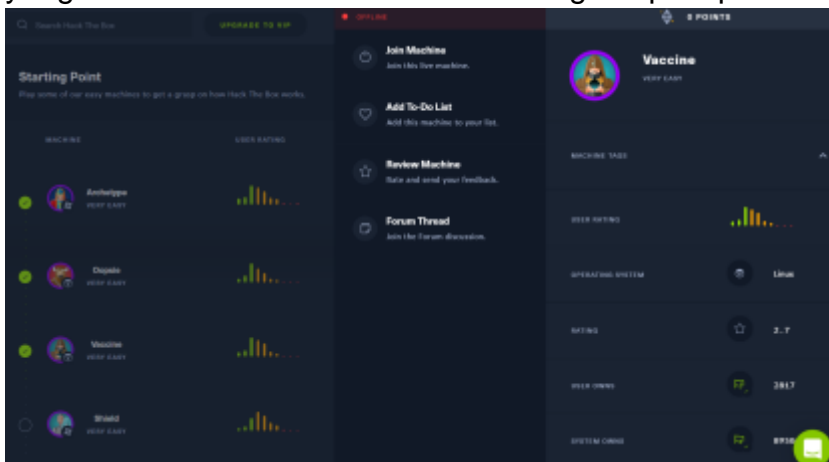 Search Hack The Box
UPGRADE TO VIP
Starting Point
Play some of our easy machines to get a grasp on how Hack The Box works.
MACHINE
USER RATING
Archetype
VERY EASY
Oopsie
VERY EASY
Vaccine
VERY EASY
Shield
VERY EASY
OFFLINE
Join Machine
Join this live machine.
Add To-Do List
Add this machine to your list.
Review Machine
Rate and send your feedback.
Forum Thread
Join the Forum discussion.
0 POINTS
Vaccine
VERY EASY
MACHINE TAGS
USER RATING
OPERATING SYSTEM
Linux
RATING
2.7
USER OWNS
SYSTEM OWNS